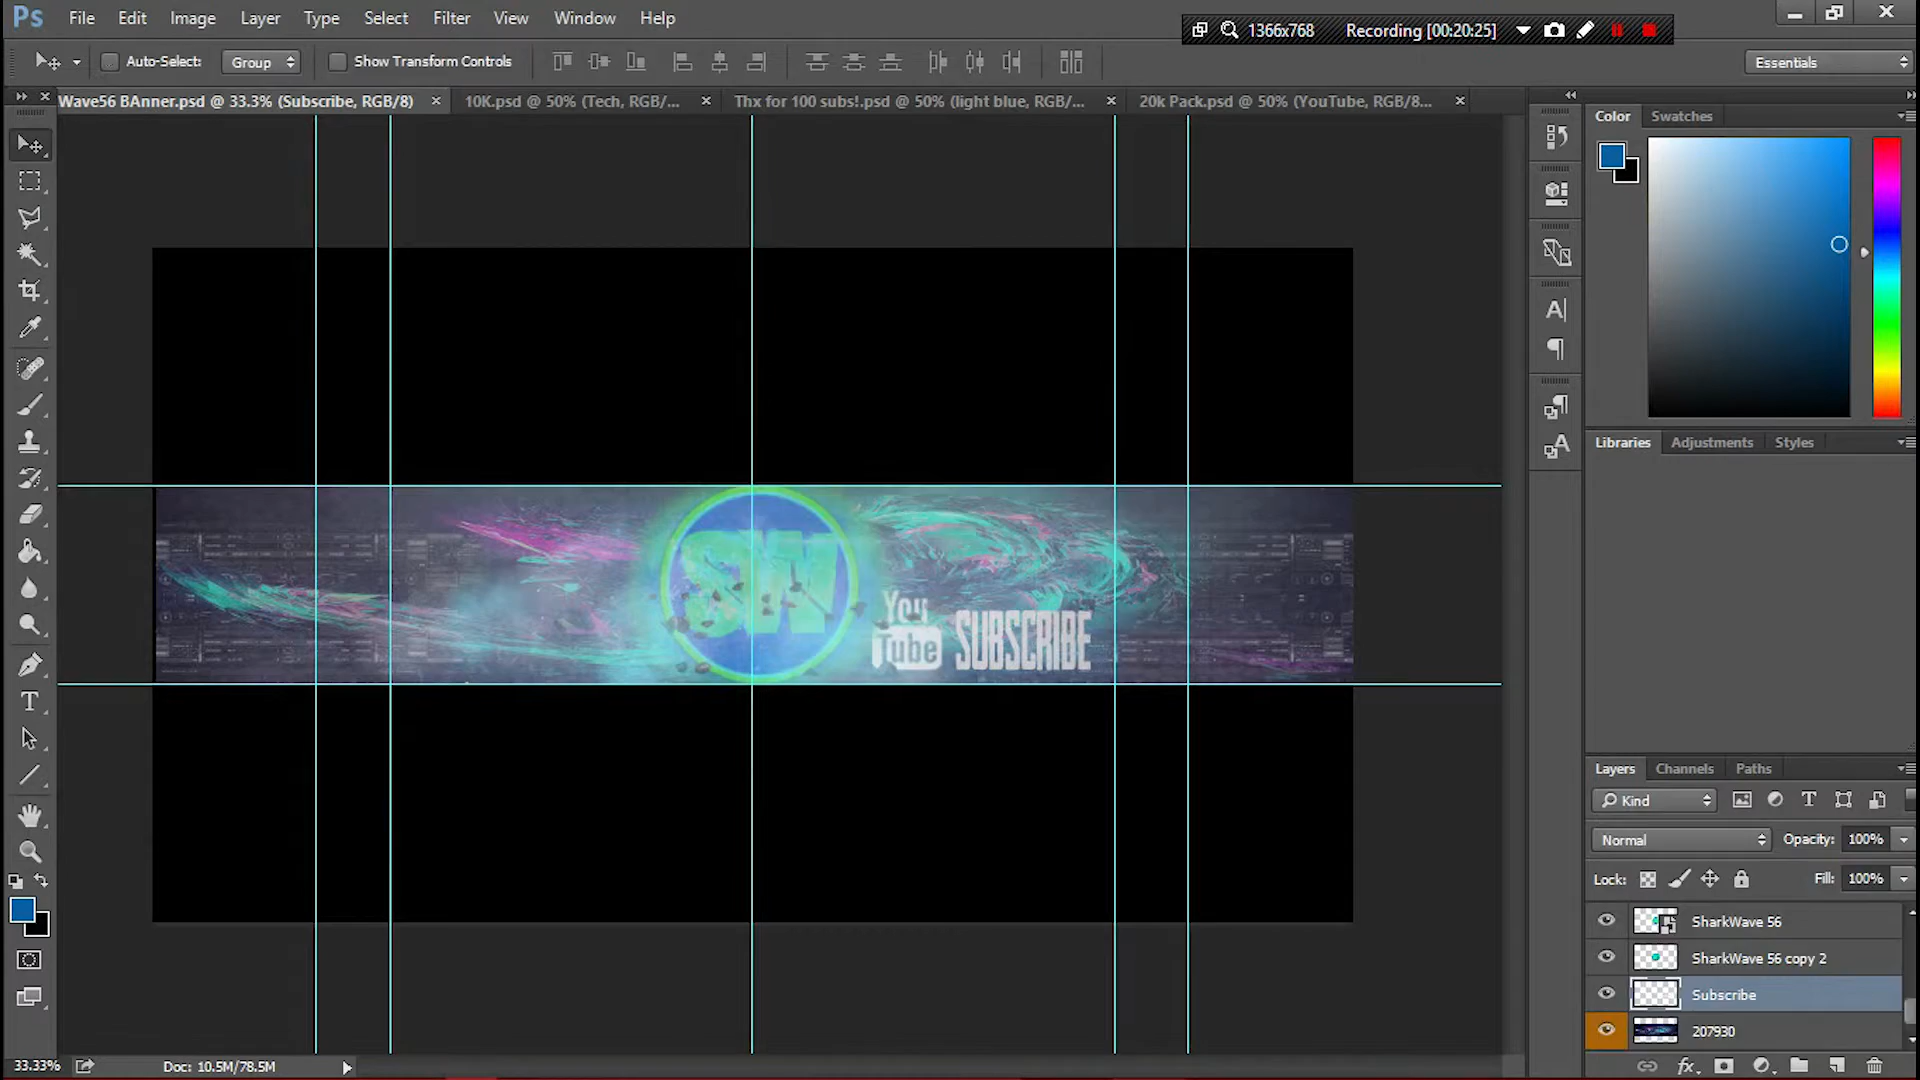 Ps File Edit Image Layer Type Select Filter View Window Help
1366x768 Recording [00:20:25]
Auto-Select: Group Show Transform Controls
Essentials
Wave56 BAnner.psd @ 33.3% (Subscribe, RGB/8) × 10K.psd @ 50% (Tech, RGB/... × Thx for 100 subs!.psd @ 50% (light blue, RGB/... × 20k Pack.psd @ 50% (YouTube, RGB/8... ×
Color Swatches
SW
You
Tube SUBSCRIBE
Libraries Adjustments Styles
Layers Channels Paths
Kind
Normal Opacity: 100%
Lock: Fill: 100%
SharkWave 56
SharkWave 56 copy 2
Subscribe
207930
33.33% Doc: 10.5M/78.5M
fx